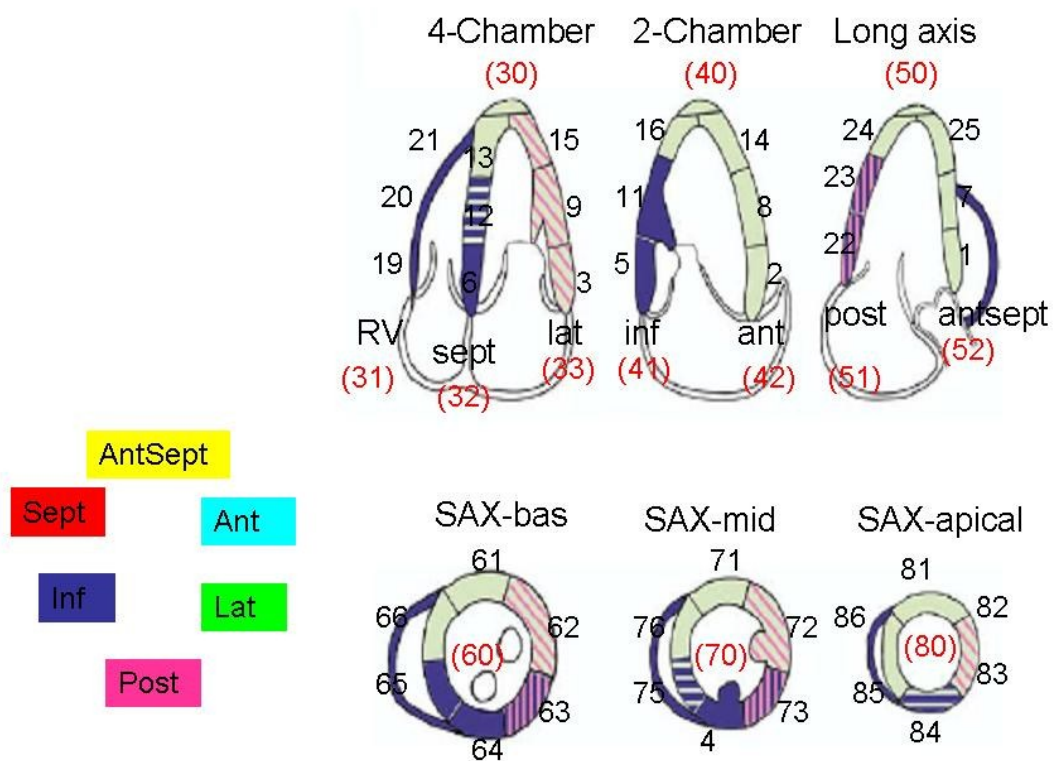 4-Chamber 2-Chamber Long axis
(30) (40) (50)
21 13 15 16 14 24 25
20 12 9 11 8 23 7
19 6 3 5 2 22 1
RV sept lat inf ant post antsept
(31) (32) (33) (41) (42) (51) (52)
AntSept
Sept Ant
Inf Lat
Post
SAX-bas SAX-mid SAX-apical
61 71 81
66 62 76 72 86 82
(60) (70) (80)
65 63 75 73 85 83
64 4 84